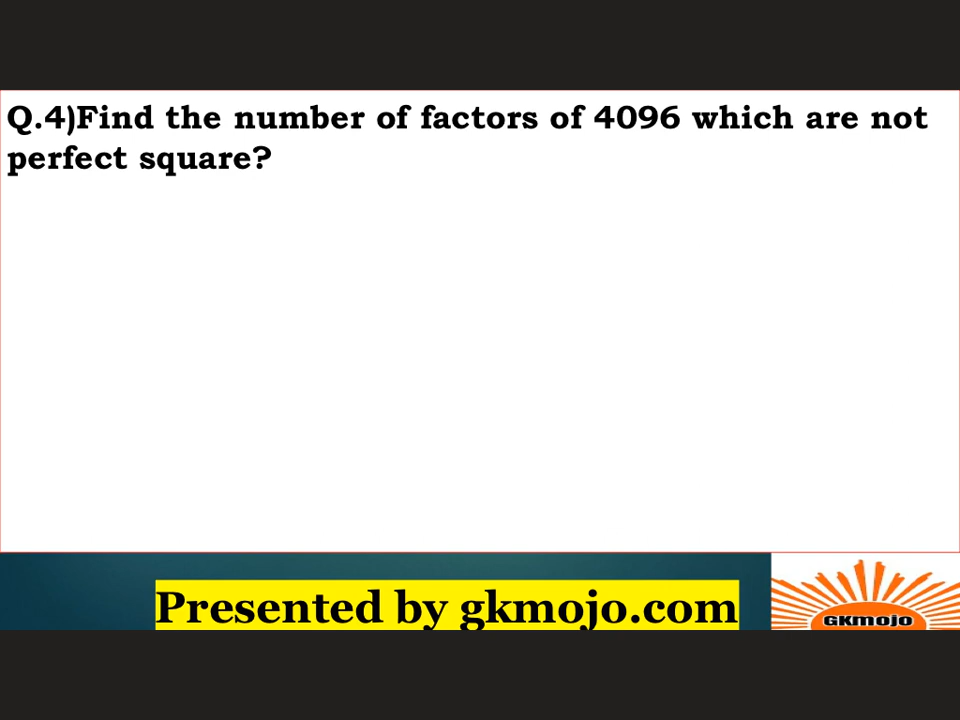 Q.4)Find the number of factors of 4096 which are not
perfect square?
Presented by gkmojo.com
GKmojo